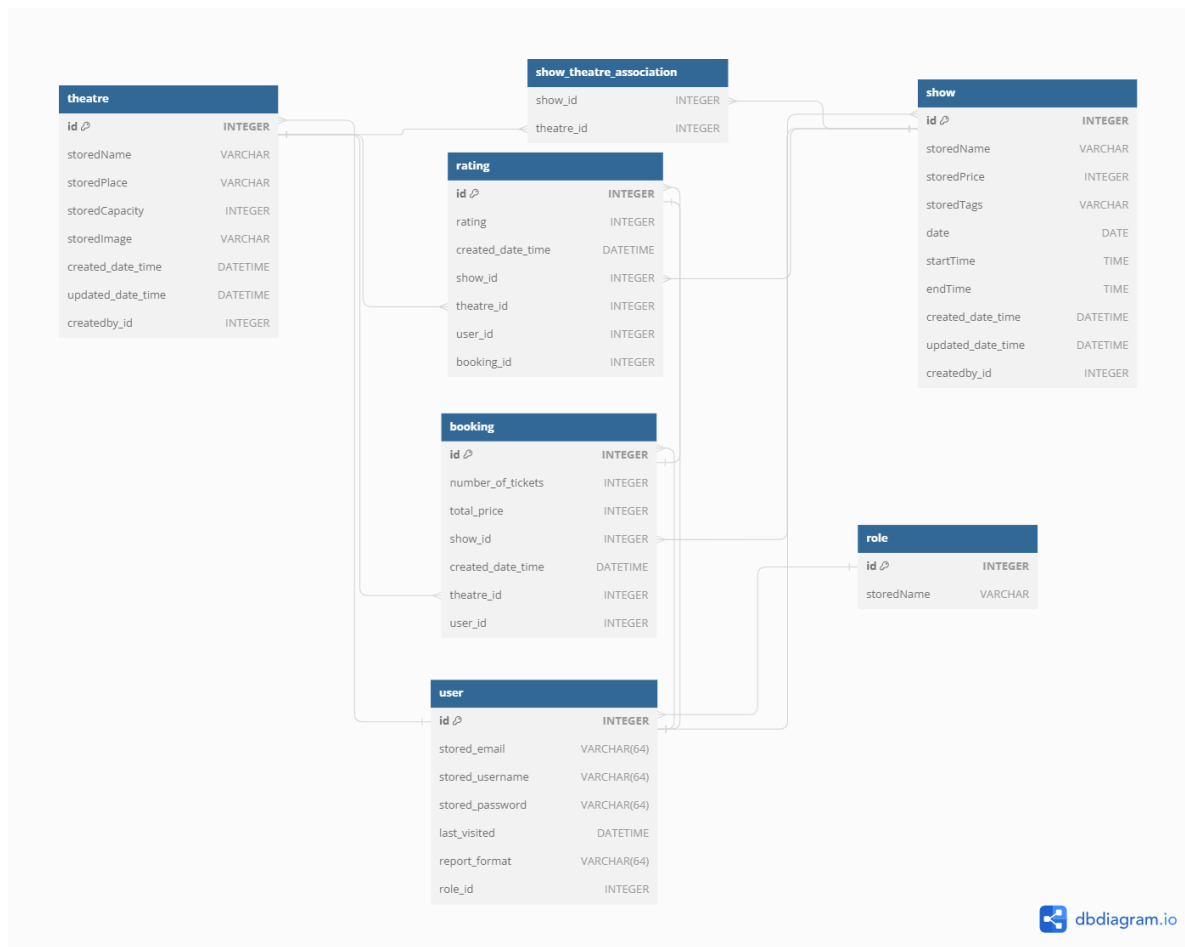 show_theatre_association
show_id INTEGER
theatre_id INTEGER
theatre
id INTEGER
storedName VARCHAR
storedPlace VARCHAR
storedCapacity INTEGER
storedImage VARCHAR
created_date_time DATETIME
updated_date_time DATETIME
createdby_id INTEGER
show
id INTEGER
storedName VARCHAR
storedPrice INTEGER
storedTags VARCHAR
date DATE
startTime TIME
endTime TIME
created_date_time DATETIME
updated_date_time DATETIME
createdby_id INTEGER
rating
id INTEGER
rating INTEGER
created_date_time DATETIME
show_id INTEGER
theatre_id INTEGER
user_id INTEGER
booking_id INTEGER
booking
id INTEGER
number_of_tickets INTEGER
total_price INTEGER
show_id INTEGER
created_date_time DATETIME
theatre_id INTEGER
user_id INTEGER
role
id INTEGER
storedName VARCHAR
user
id INTEGER
stored_email VARCHAR(64)
stored_username VARCHAR(64)
stored_password VARCHAR(64)
last_visited DATETIME
report_format VARCHAR(64)
role_id INTEGER
dbdiagram.io